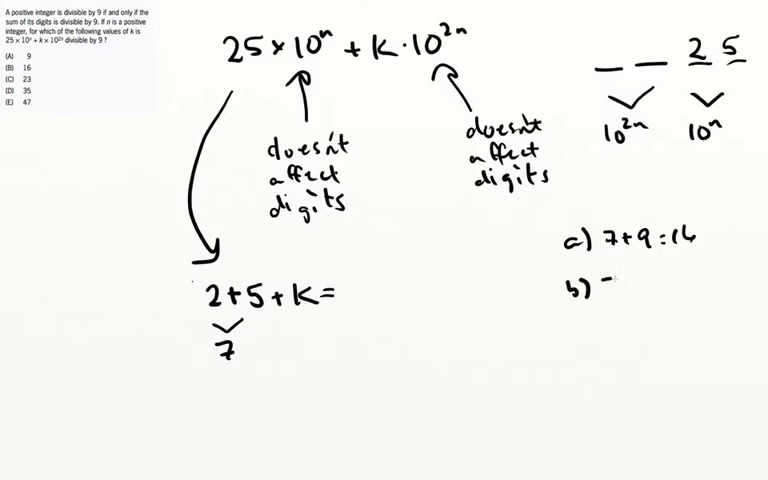 A positive integer is divisible by 9 if and only if the
sum of its digits is divisible by 9. If n is a positive
integer, for which of the following values of k is
25 × 10ⁿ + k × 10²ⁿ divisible by 9 ?
(A) 9
(B) 16
(C) 23
(D) 35
(E) 47
25 × 10ⁿ + K · 10²ⁿ
doesn't
affect
digits
doesn't
affect
digits
_ _ 2 5
10²ⁿ 10ⁿ
2+5+K=
7
a) 7+9=16
b)